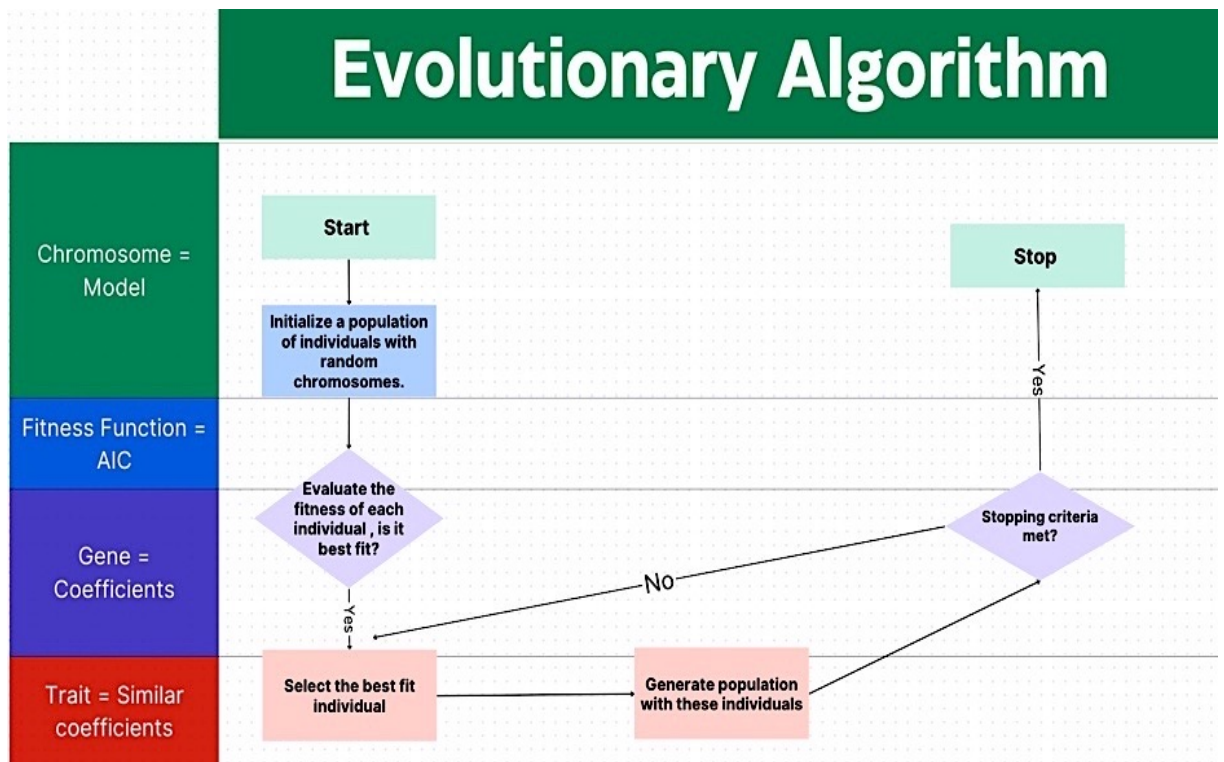 Evolutionary Algorithm
Chromosome =
Model
Fitness Function =
AIC
Gene =
Coefficients
Trait = Similar
coefficients
Start
Initialize a population
of individuals with
random
chromosomes.
Evaluate the
fitness of each
individual , is it
best fit?
Yes
Select the best fit
individual
Generate population
with these individuals
Stopping criteria
met?
No
Yes
Stop